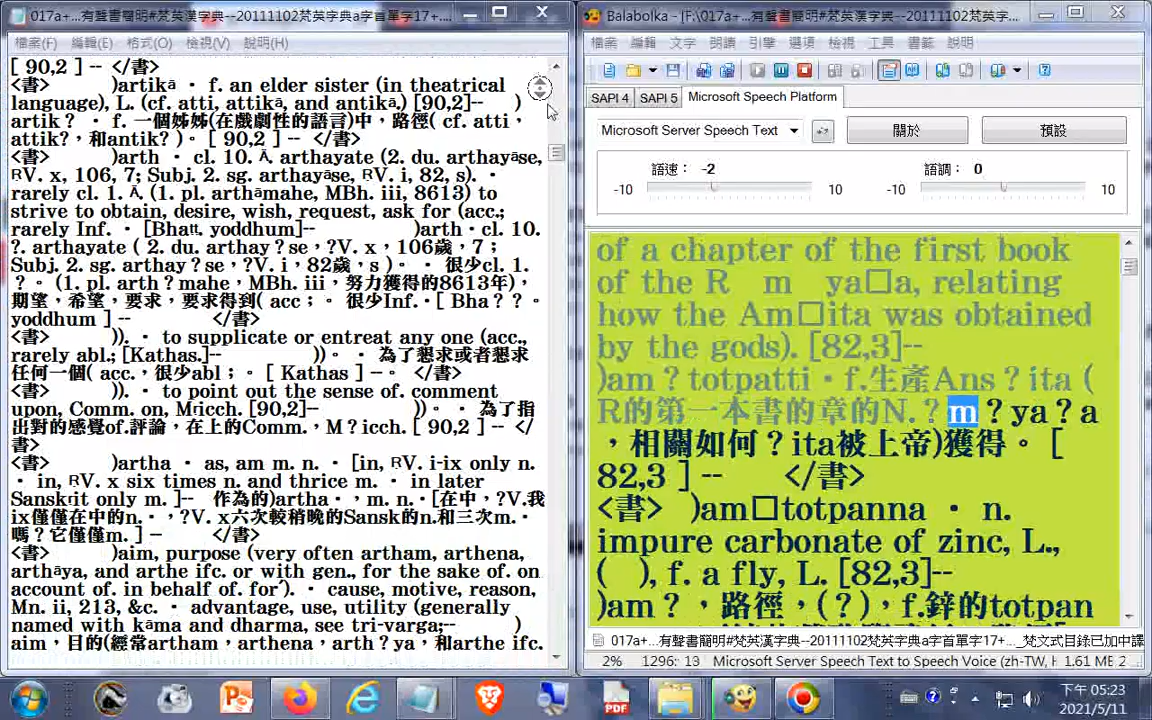 017a+...有聲書簡明#梵英漢字典--20111102梵英字典a字首單字17+...
檔案(F) 編輯(E) 格式(O) 檢視(V) 說明(H)
[ 90,2 ] -- </書>
<書> )artikā ‧ f. an elder sister (in theatrical
language), L. (cf. atti, attikā, and antikā.) [90,2]-- )
artik? ‧ f. 一個姊姊(在戲劇性的語言)中，路徑( cf. atti，
attik?，和antik? )。[ 90,2 ] -- </書>
<書> )arth ‧ cl. 10. Ā. arthayate (2. du. arthayāse,
RV. x, 106, 7; Subj. 2. sg. arthayāse, RV. i, 82, s). ‧
rarely cl. 1. Ā. (1. pl. arthāmahe, MBh. iii, 8613) to
strive to obtain, desire, wish, request, ask for (acc.;
rarely Inf. ‧ [Bhatt. yoddhum]-- )arth‧cl. 10.
?. arthayate ( 2. du. arthay？se，?V. x，106歲，7；
Subj. 2. sg. arthay？se，?V. i，82歲，s )。‧ 很少cl. 1.
？。(1. pl. arth？mahe，MBh. iii，努力獲得的8613年)，
期望，希望，要求，要求得到( acc；。很少Inf.‧[ Bha？？。
yoddhum ] -- </書>
<書> )). ‧ to supplicate or entreat any one (acc.,
rarely abl.; [Kathas.]-- ))。‧ 為了懇求或者懇求
任何一個( acc.，很少abl；。[ Kathas ] --。 </書>
<書> )). ‧ to point out the sense of. comment
upon, Comm. on, Mricch. [90,2]-- ))。‧ 為了指
出對的感覺of.評論，在上的Comm.，M？icch. [ 90,2 ] -- </
書>
<書> )artha ‧ as, am m. n. ‧ [in, RV. i-ix only n.
‧ in, RV. x six times n. and thrice m. ‧ in later
Sanskrit only m. ]-- 作為的)artha‧，m. n.‧[在中，?V.我
ix僅僅在中的n.‧，?V. x六次較稍晚的Sansk的n.和三次m.‧
嗎？它僅僅m. ] -- </書>
<書> )aim, purpose (very often artham, arthena,
arthāya, and arthe ifc. or with gen., for the sake of. on
account of. in behalf of. for'). ‧ cause, motive, reason,
Mn. ii, 213, &c. ‧ advantage, use, utility (generally
named with kāma and dharma, see tri-varga;-- )
aim，目的(經常artham，arthena，arth？ya，和arthe ifc.
Balabolka - [F:\017a+...有聲書簡明#梵英漢字典--20111102梵英字...
檔案 編輯 文字 朗讀 引擎 選項 檢視 工具 書籤 說明
SAPI 4 SAPI 5 Microsoft Speech Platform
Microsoft Server Speech Text 關於 預設
語速： -2 語調： 0
-10 10 -10 10
of a chapter of the first book
of the R m ya□a, relating
how the Am□ita was obtained
by the gods). [82,3]--
)am？totpatti‧f.生產Ans？ita (
R的第一本書的章的N.？m？ya？a
，相關如何？ita被上帝)獲得。[
82,3 ] -- </書>
<書> )am□totpanna ‧ n.
impure carbonate of zinc, L.,
( ), f. a fly, L. [82,3]--
)am？，路徑，(？)，f.鋅的totpan
017a+...有聲書簡明#梵英漢字典--20111102梵英字典a字首單字17+..._梵文式目錄已加中譯
2% 1296: 13 Microsoft Server Speech Text to Speech Voice (zh-TW, H 1.61 MB 2
下午 05:23
2021/5/11